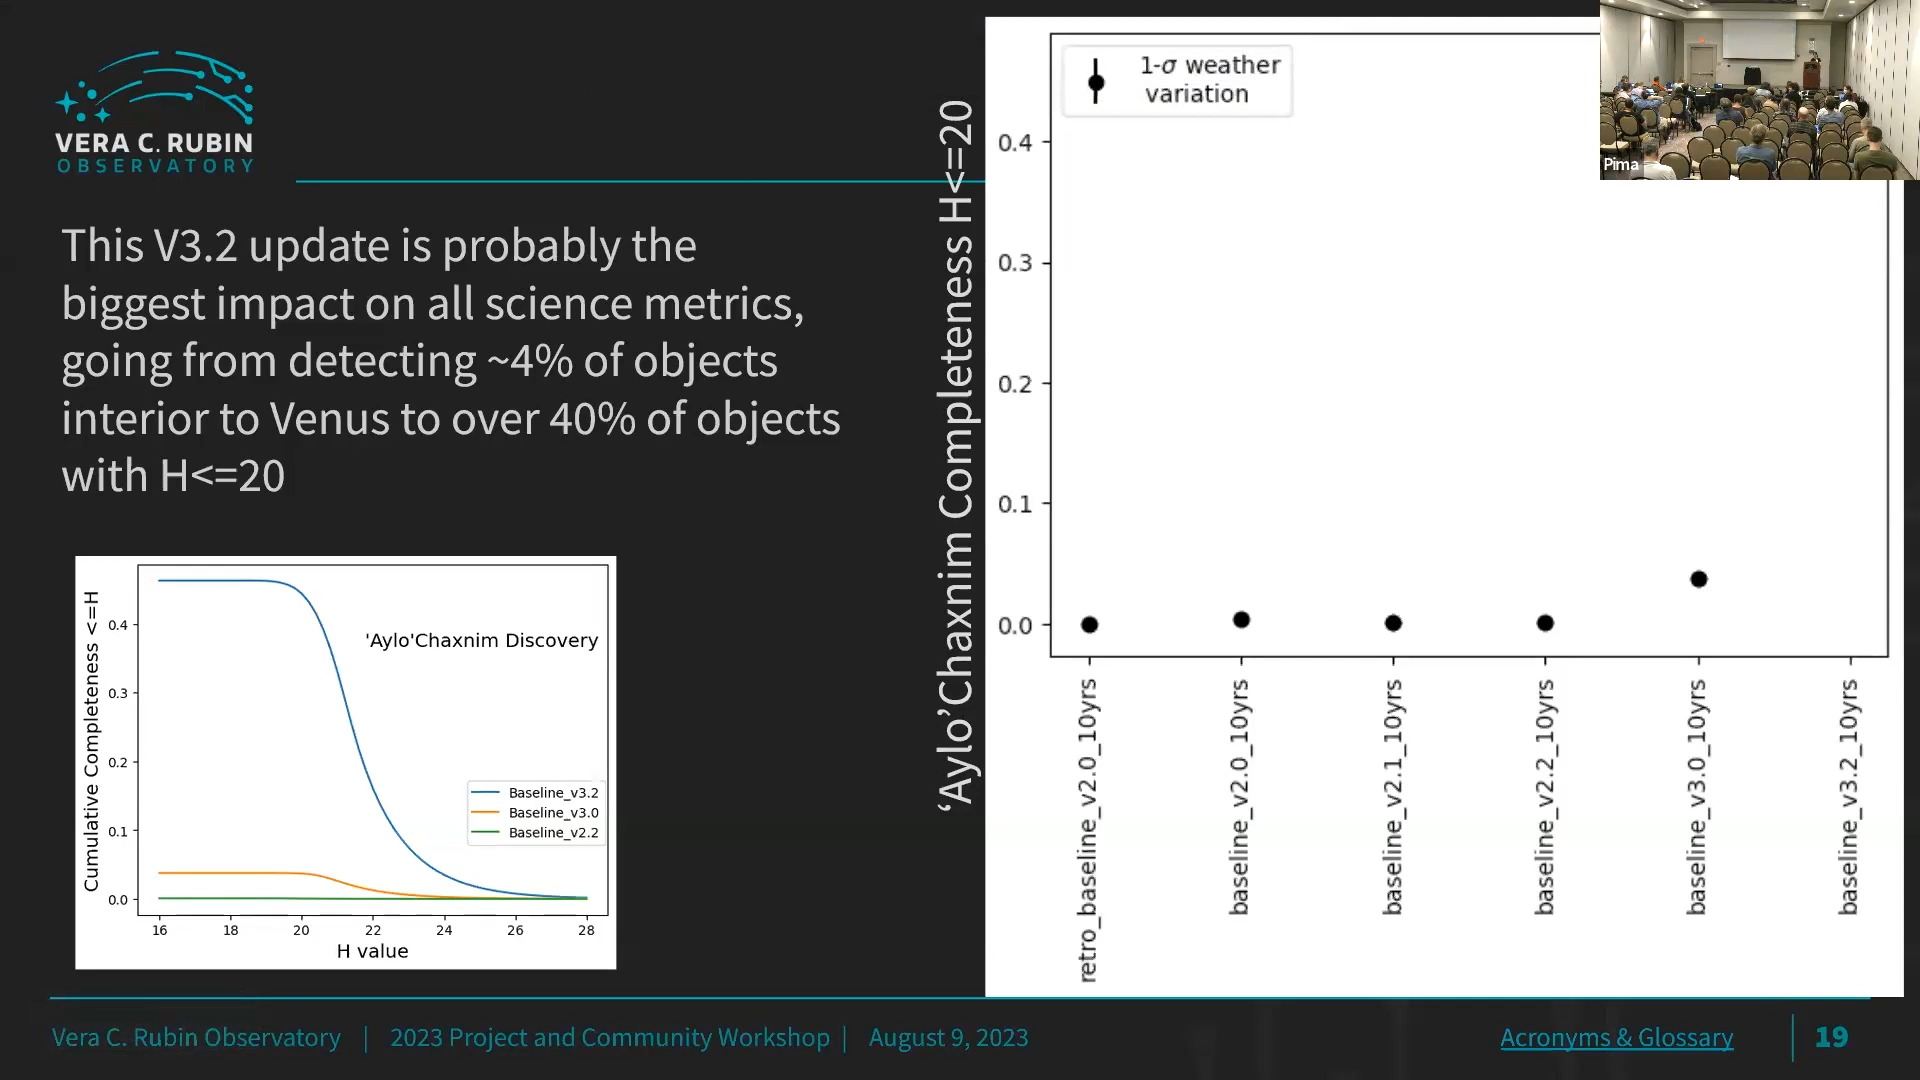 VERA C. RUBIN
OBSERVATORY
This V3.2 update is probably the
biggest impact on all science metrics,
going from detecting ~4% of objects
interior to Venus to over 40% of objects
with H<=20
Cumulative Completeness <=H
0.4
0.3
0.2
0.1
0.0
'Aylo'Chaxnim Discovery
Baseline_v3.2
Baseline_v3.0
Baseline_v2.2
16 18 20 22 24 26 28
H value
‘Aylo’Chaxnim Completeness H<=20
1-σ weather
variation
0.4
0.3
0.2
0.1
0.0
retro_baseline_v2.0_10yrs
baseline_v2.0_10yrs
baseline_v2.1_10yrs
baseline_v2.2_10yrs
baseline_v3.0_10yrs
baseline_v3.2_10yrs
Pima
Vera C. Rubin Observatory | 2023 Project and Community Workshop | August 9, 2023
Acronyms & Glossary | 19